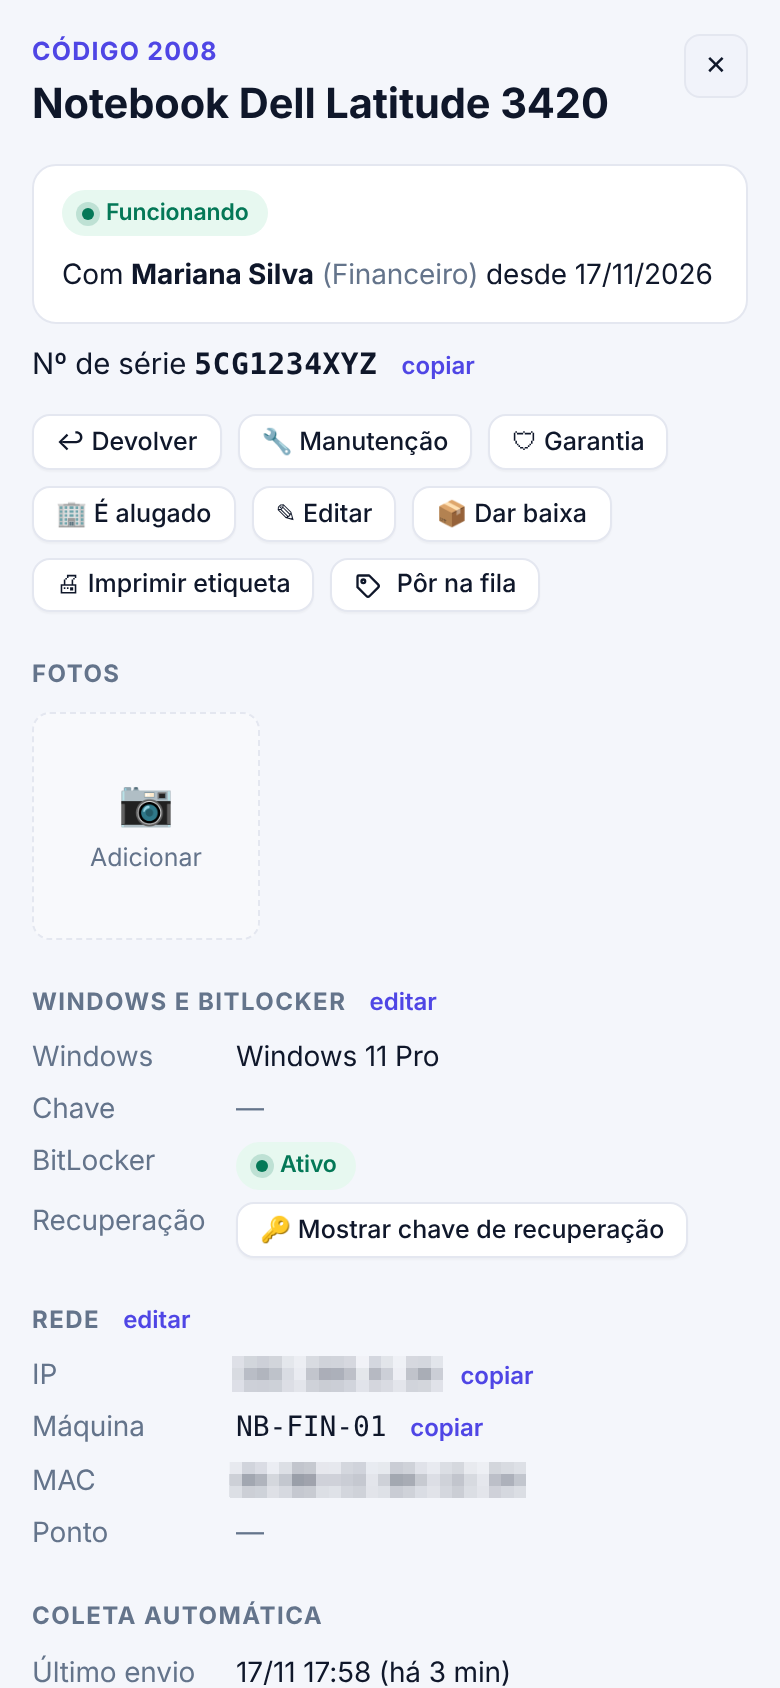 CÓDIGO 2008
Notebook Dell Latitude 3420
✕
Funcionando
Com Mariana Silva (Financeiro) desde 17/11/2026
Nº de série 5CG1234XYZ copiar
↩ Devolver 🔧 Manutenção 🛡 Garantia
🏢 É alugado ✎ Editar 📦 Dar baixa
🖨 Imprimir etiqueta Pôr na fila
FOTOS
📷
Adicionar
WINDOWS E BITLOCKER editar
Windows Windows 11 Pro
Chave —
BitLocker Ativo
Recuperação 🔑 Mostrar chave de recuperação
REDE editar
IP copiar
Máquina NB-FIN-01 copiar
MAC
Ponto —
COLETA AUTOMÁTICA
Último envio 17/11 17:58 (há 3 min)